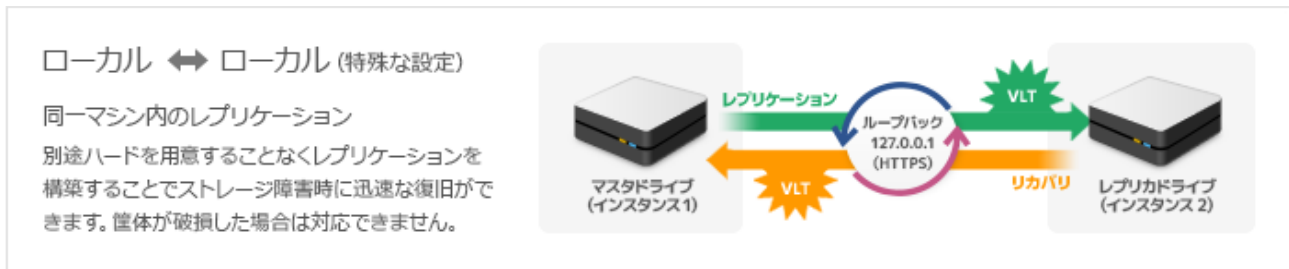 ローカル ⇔ ローカル (特殊な設定)
同一マシン内のレプリケーション
別途ハードを用意することなくレプリケーションを
構築することでストレージ障害時に迅速な復旧がで
きます。筐体が破損した場合は対応できません。
レプリケーション
VLT
ループバック
127.0.0.1
(HTTPS)
VLT
リカバリ
マスタドライブ
(インスタンス1)
レプリカドライブ
(インスタンス 2)